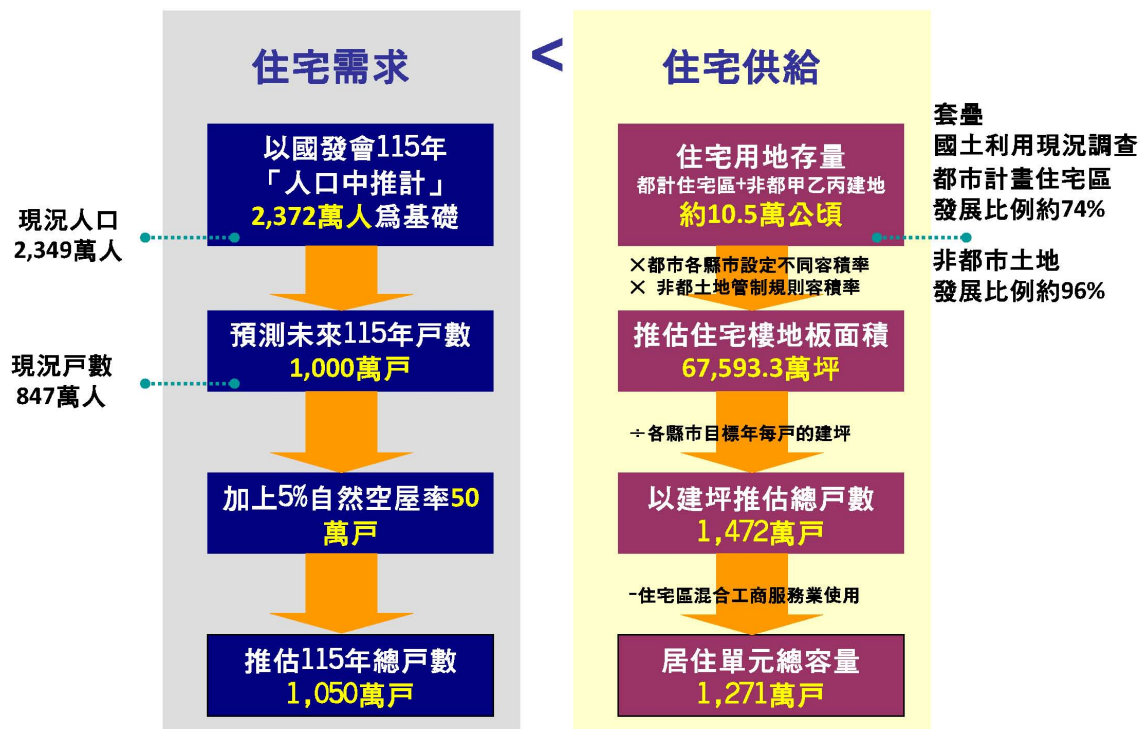 住宅需求
<
住宅供給
以國發會115年
「人口中推計」
2,372萬人爲基礎
現況人口
2,349萬人
預測未來115年戸數
1,000萬戸
現況戸數
847萬人
加上5%自然空屋率50
萬戸
推估115年總戸數
1,050萬戸
住宅用地存量
都計住宅區+非都甲乙丙建地
約10.5萬公頃
套疊
國土利用現況調查
都市計畫住宅區
發展比例約74%
非都市土地
發展比例約96%
×都市各縣市設定不同容積率
× 非都土地管制規則容積率
推估住宅樓地板面積
67,593.3萬坪
÷各縣市目標年每戸的建坪
以建坪推估總戸數
1,472萬戸
-住宅區混合工商服務業使用
居住單元總容量
1,271萬戸